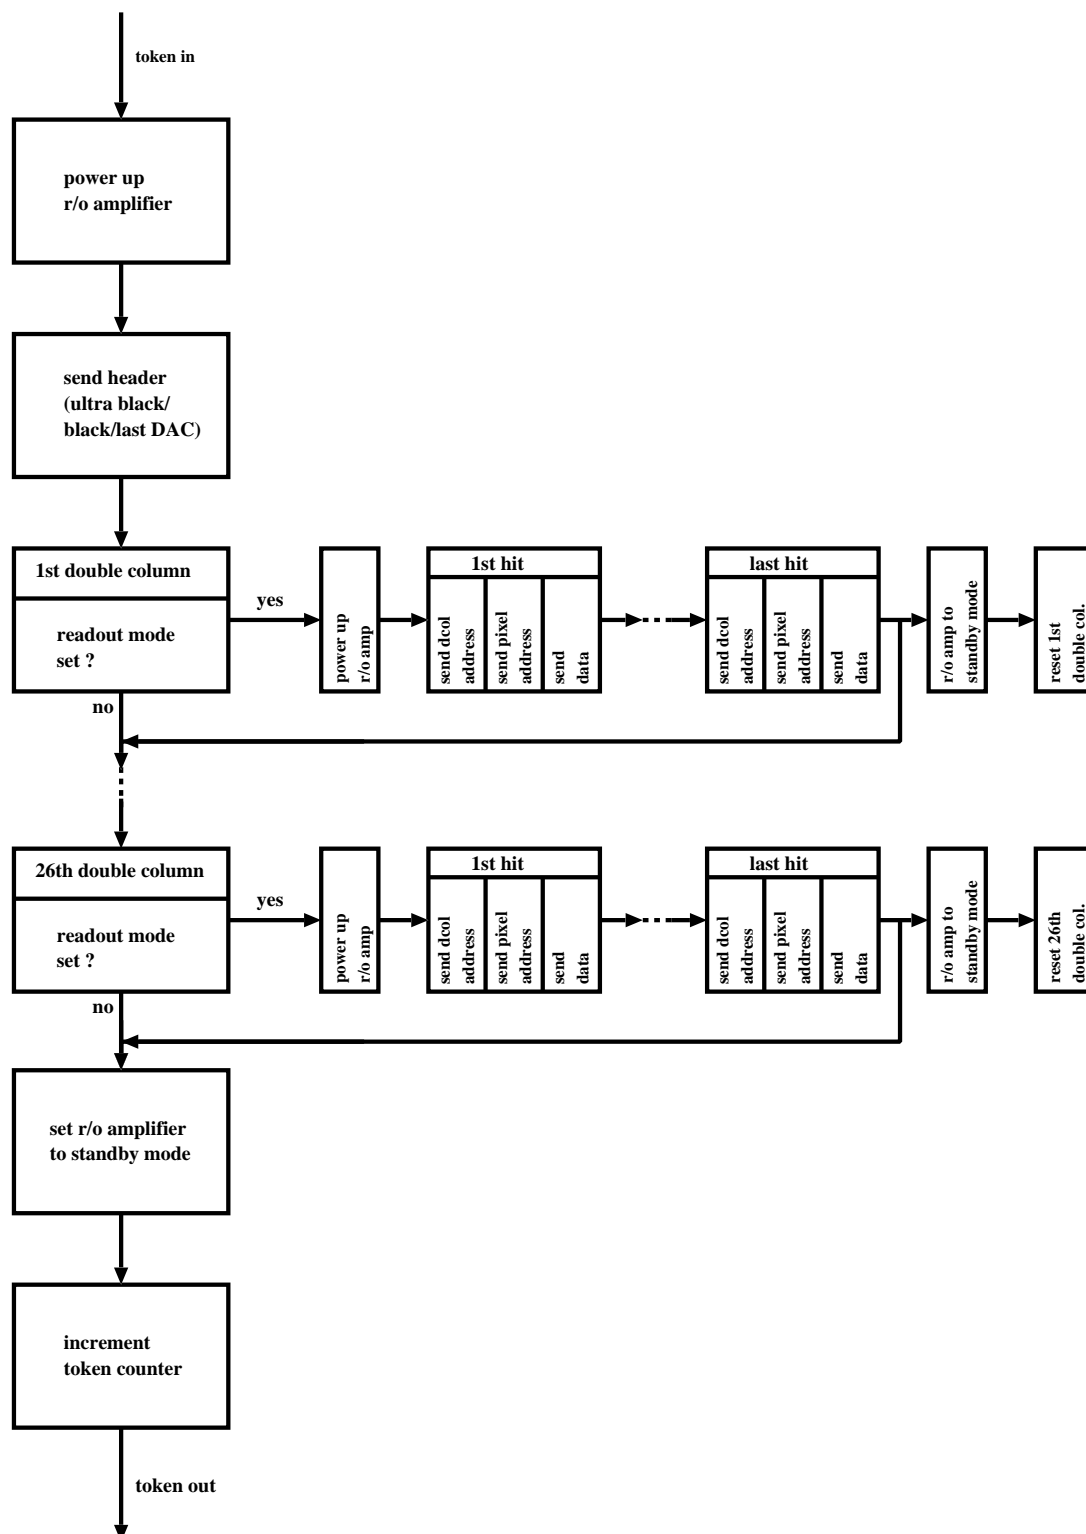 token in
power up
r/o amplifier
send header
(ultra black/
black/last DAC)
1st double column
readout mode
set ?
yes
no
power up
r/o amp
1st hit
send dcol
address
send pixel
address
send
data
last hit
send dcol
address
send pixel
address
send
data
r/o amp to
standby mode
reset 1st
double col.
26th double column
readout mode
set ?
yes
no
power up
r/o amp
1st hit
send dcol
address
send pixel
address
send
data
last hit
send dcol
address
send pixel
address
send
data
r/o amp to
standby mode
reset 26th
double col.
set r/o amplifier
to standby mode
increment
token counter
token out